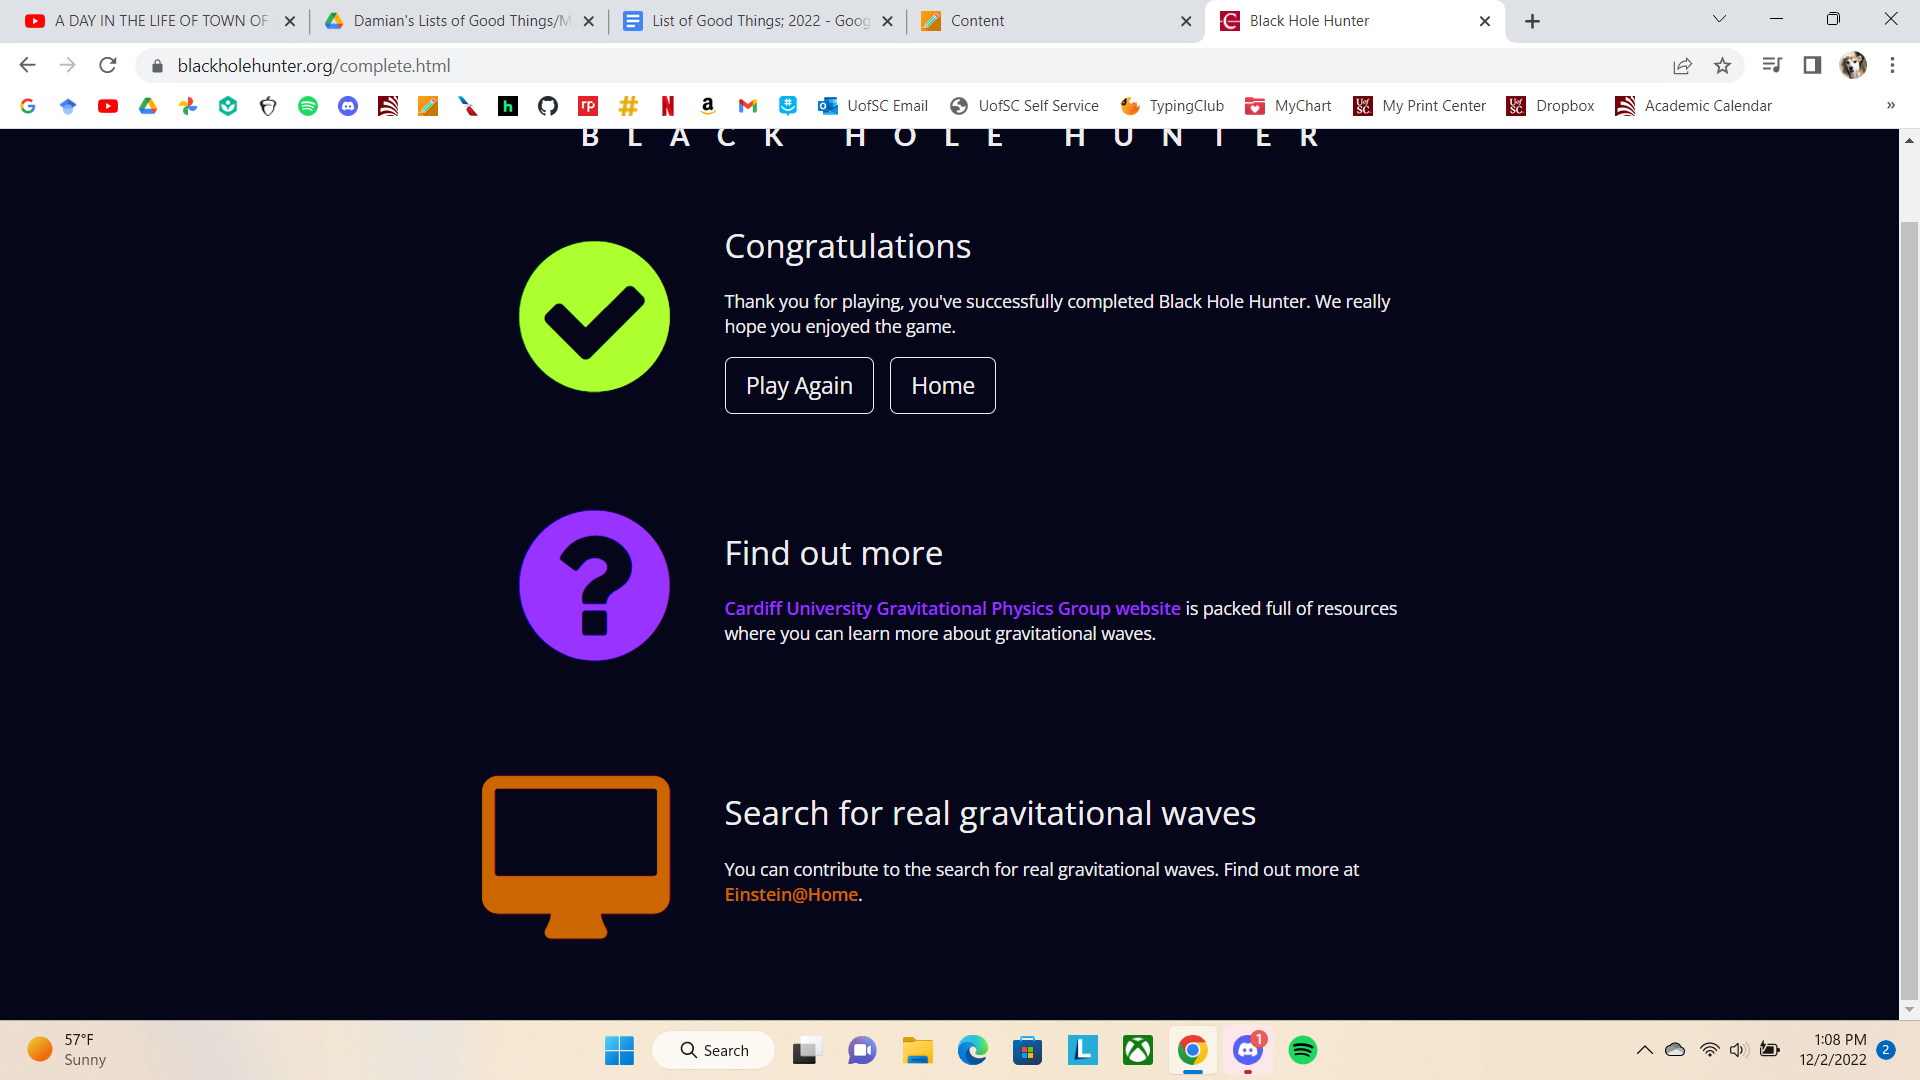 A DAY IN THE LIFE OF TOWN OF
Damian's Lists of Good Things/M
List of Good Things; 2022 - Goog
Content
Black Hole Hunter
blackholehunter.org/complete.html
UofSC Email
UofSC Self Service
TypingClub
MyChart
My Print Center
Dropbox
Academic Calendar
BLACK HOLE HUNTER
Congratulations
Thank you for playing, you've successfully completed Black Hole Hunter. We really
hope you enjoyed the game.
Play Again
Home
Find out more
Cardiff University Gravitational Physics Group website is packed full of resources
where you can learn more about gravitational waves.
Search for real gravitational waves
You can contribute to the search for real gravitational waves. Find out more at
Einstein@Home.
57°F
Sunny
Search
1
1:08 PM
12/2/2022
2